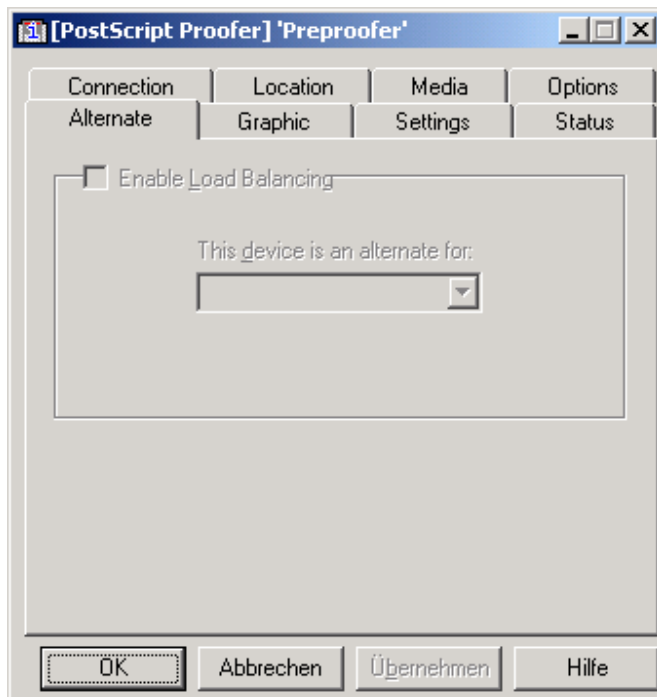 [PostScript Proofer] 'Preproofer'
Connection Location Media Options
Alternate Graphic Settings Status
Enable Load Balancing
This device is an alternate for:
OK Abbrechen Übernehmen Hilfe